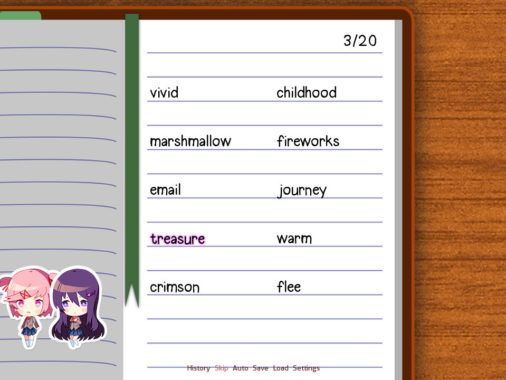 3/20
vivid childhood
marshmallow fireworks
email journey
treasure warm
crimson flee
History Skip Auto Save Load Settings